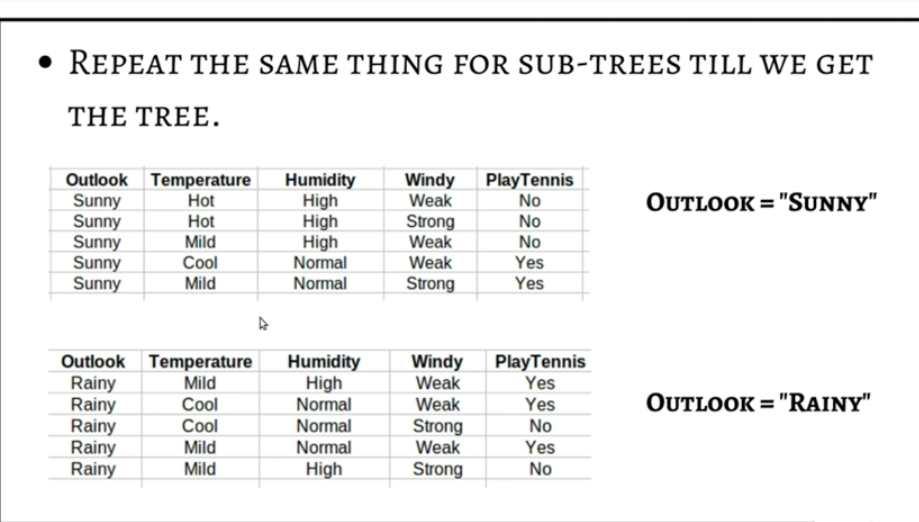 • REPEAT THE SAME THING FOR SUB-TREES TILL WE GET
THE TREE.
Outlook Temperature Humidity Windy PlayTennis
Sunny Hot High Weak No
Sunny Hot High Strong No
Sunny Mild High Weak No
Sunny Cool Normal Weak Yes
Sunny Mild Normal Strong Yes
OUTLOOK = "SUNNY"
Outlook Temperature Humidity Windy PlayTennis
Rainy Mild High Weak Yes
Rainy Cool Normal Weak Yes
Rainy Cool Normal Strong No
Rainy Mild Normal Weak Yes
Rainy Mild High Strong No
OUTLOOK = "RAINY"